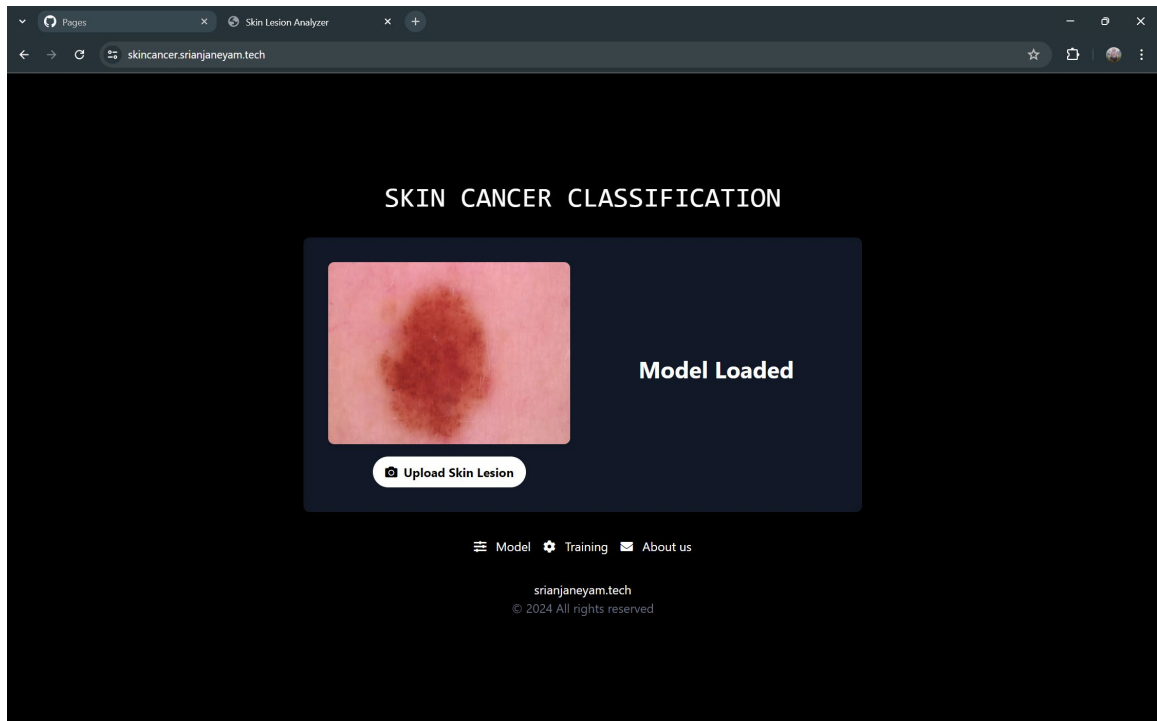 Pages
Skin Lesion Analyzer
skincancer.srianjaneyam.tech
SKIN CANCER CLASSIFICATION
Model Loaded
Upload Skin Lesion
Model Training About us
srianjaneyam.tech
© 2024 All rights reserved